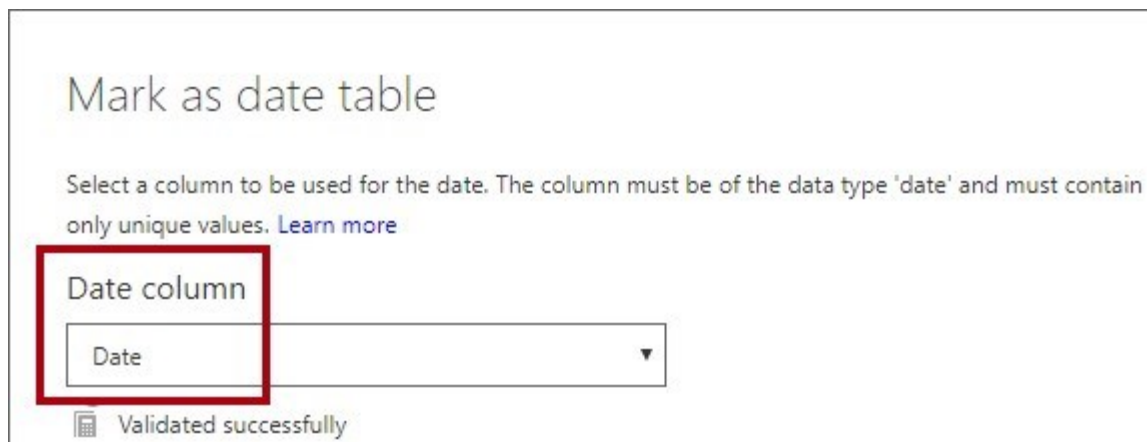 Mark as date table
Select a column to be used for the date. The column must be of the data type 'date' and must contain
only unique values. Learn more
Date column
Date
Validated successfully